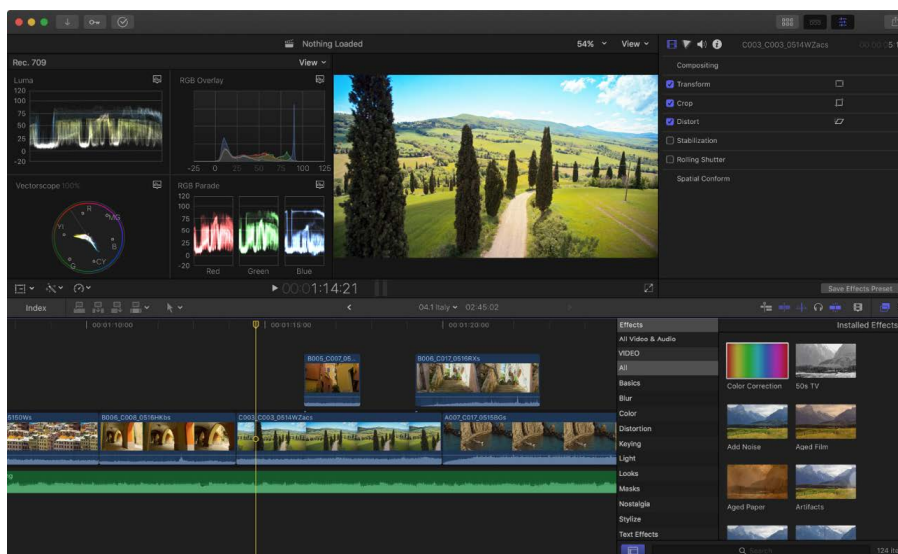 Nothing Loaded
54%
View
Rec. 709
View
Luma
120
100
75
50
25
0
-20
RGB Overlay
-25 0 25 50 75 100 125
Vectorscope 100%
R
MG
B
CY
G
YI
RGB Parade
120
100
75
50
25
0
-20
Red Green Blue
C003_C003_0514WZacs
Compositing
Transform
Crop
Distort
Stabilization
Rolling Shutter
Spatial Conform
Save Effects Preset
00:01:14:21
Index
04.1 Italy
02:45:02
00:01:10:00
00:01:15:00
00:01:20:00
B005_C007_05...
B006_C017_0516RXs
S150Ws
B006_C008_0516HKbs
C003_C003_0514WZacs
A007_C017_0515BGs
Effects
Installed Effects
All Video & Audio
VIDEO
All
Basics
Blur
Color
Distortion
Keying
Light
Looks
Masks
Nostalgia
Stylize
Text Effects
Color Correction
50s TV
Add Noise
Aged Film
Aged Paper
Artifacts
Search